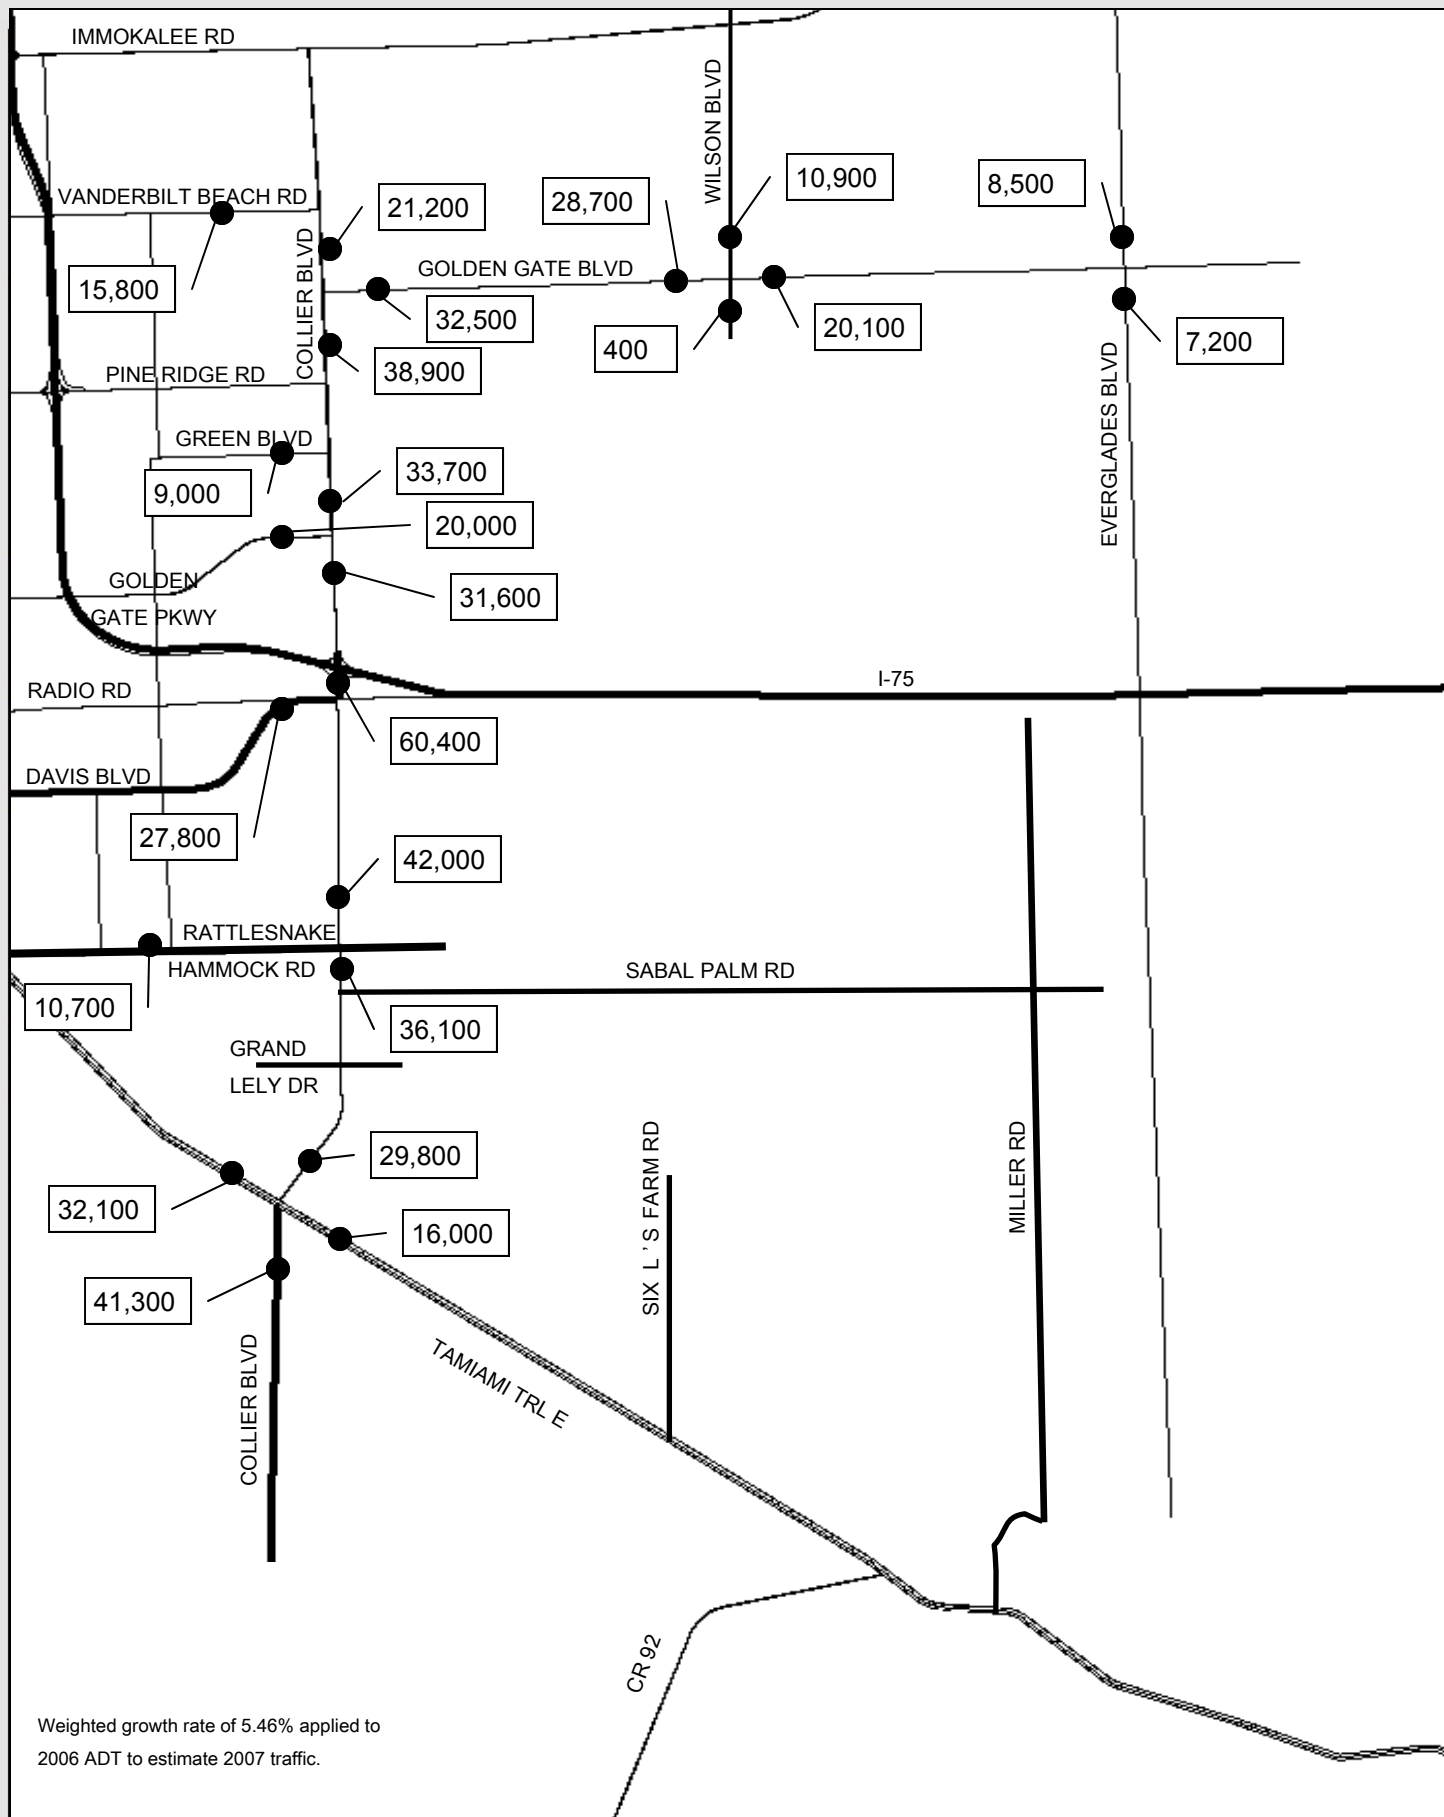 IMMOKALEE RD
WILSON BLVD
10,900
8,500
VANDERBILT BEACH RD
21,200
28,700
COLLIER BLVD
GOLDEN GATE BLVD
15,800
32,500
20,100
400
7,200
38,900
PINE RIDGE RD
EVERGLADES BLVD
GREEN BLVD
33,700
9,000
20,000
GOLDEN
GATE PKWY
31,600
I-75
RADIO RD
60,400
DAVIS BLVD
27,800
42,000
RATTLESNAKE
HAMMOCK RD
SABAL PALM RD
10,700
36,100
GRAND
LELY DR
29,800
SIX L 'S FARM RD
MILLER RD
32,100
16,000
41,300
COLLIER BLVD
TAMIAMI TRL E
CR 92
Weighted growth rate of 5.46% applied to
2006 ADT to estimate 2007 traffic.